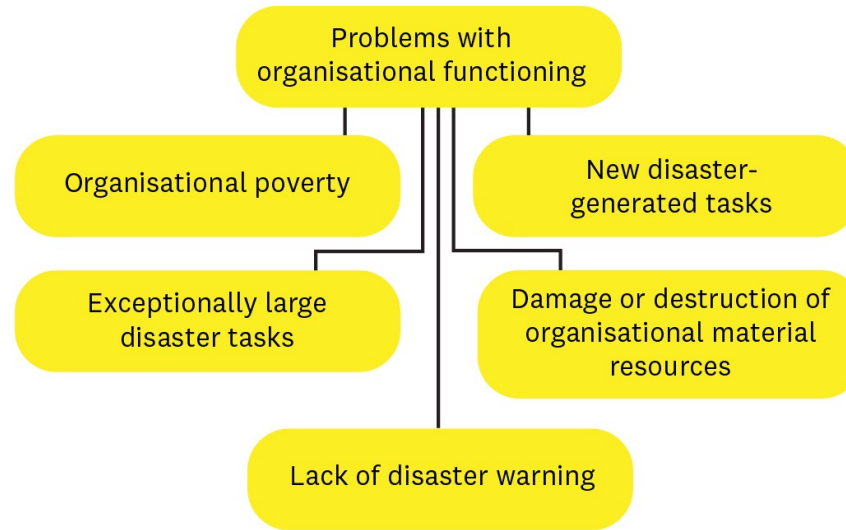 Problems with
organisational functioning
Organisational poverty
New disaster-
generated tasks
Exceptionally large
disaster tasks
Damage or destruction of
organisational material
resources
Lack of disaster warning